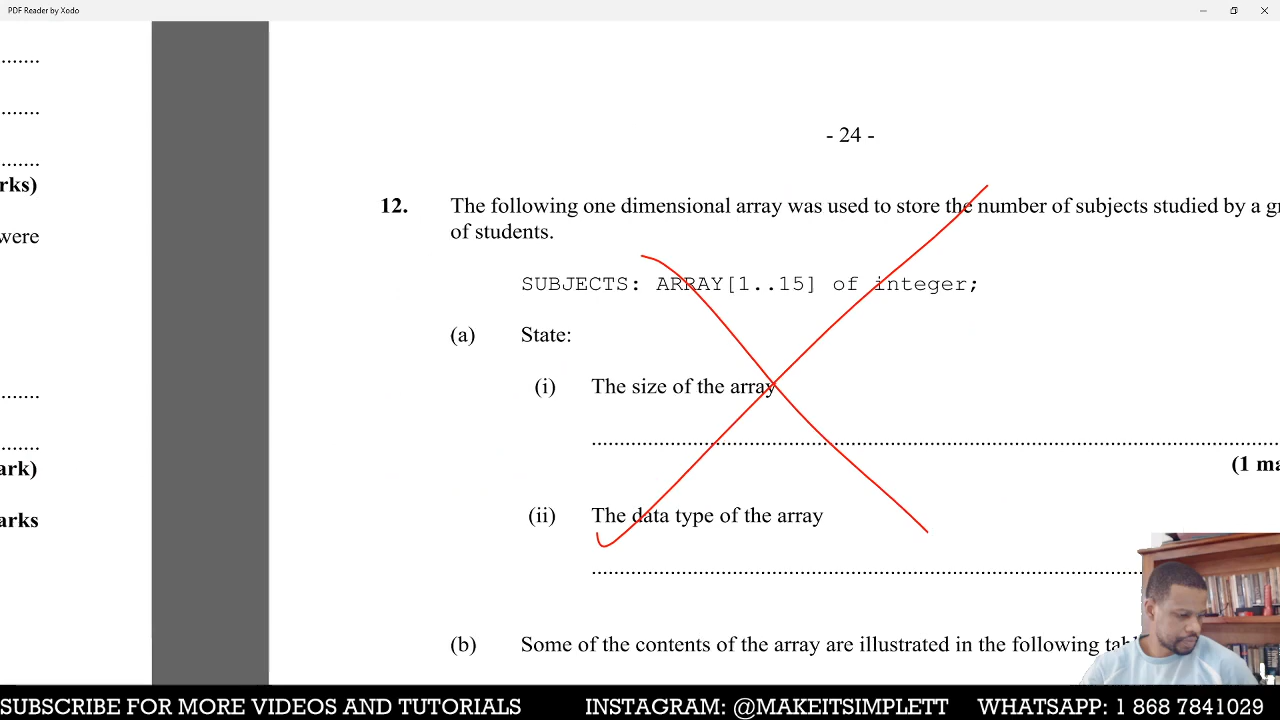 PDF Reader by Xodo
rks)
were
ark)
arks
- 24 -
12. The following one dimensional array was used to store the number of subjects studied by a gr
of students.
SUBJECTS: ARRAY[1..15] of integer;
(a) State:
(i) The size of the array
(1 ma
(ii) The data type of the array
(b) Some of the contents of the array are illustrated in the following tab
SUBSCRIBE FOR MORE VIDEOS AND TUTORIALS INSTAGRAM: @MAKEITSIMPLETT WHATSAPP: 1 868 7841029